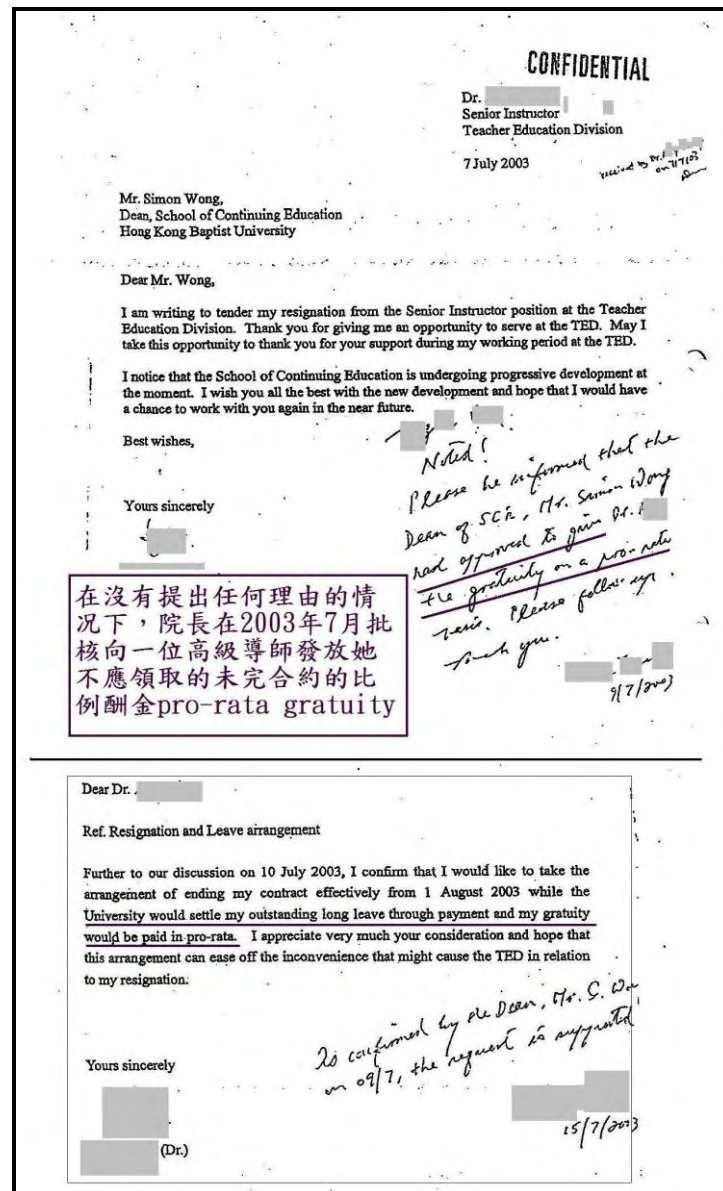 CONFIDENTIAL
Dr.
Senior Instructor
Teacher Education Division
7 July 2003
received by Dr.
on 7/7/03
Mr. Simon Wong,
Dean, School of Continuing Education
Hong Kong Baptist University
Dear Mr. Wong,
I am writing to tender my resignation from the Senior Instructor position at the Teacher
Education Division. Thank you for giving me an opportunity to serve at the TED. May I
take this opportunity to thank you for your support during my working period at the TED.
I notice that the School of Continuing Education is undergoing progressive development at
the moment. I wish you all the best with the new development and hope that I would have
a chance to work with you again in the near future.
Best wishes,
Yours sincerely
Noted!
Please be informed that the
Dean of SCE, Mr. Simon Wong
had approved to give Dr.
the gratuity on a pro-rata
basis. Please follow up.
Thank you.
9/7/2003
在沒有提出任何理由的情
況下，院長在2003年7月批
核向一位高級導師發放她
不應領取的未完合約的比
例酬金pro-rata gratuity
Dear Dr.
Ref. Resignation and Leave arrangement
Further to our discussion on 10 July 2003, I confirm that I would like to take the
arrangement of ending my contract effectively from 1 August 2003 while the
University would settle my outstanding long leave through payment and my gratuity
would be paid in pro-rata. I appreciate very much your consideration and hope that
this arrangement can ease off the inconvenience that might cause the TED in relation
to my resignation.
As confirmed by the Dean, Mr. S. Wo
on 09/7, the request is supported
Yours sincerely
15/7/2003
(Dr.)